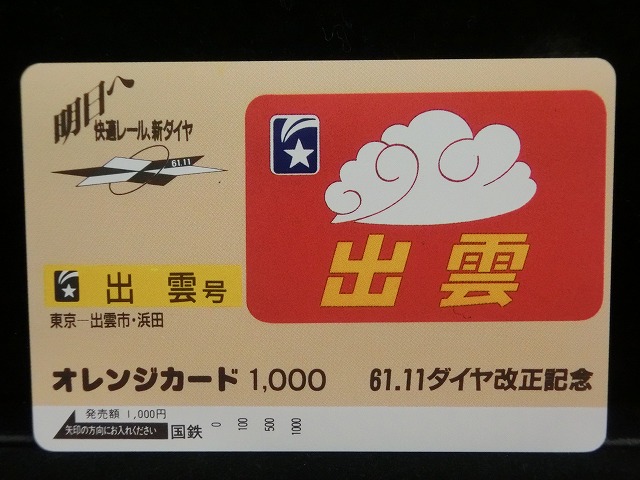 明日へ
快適レール、新ダイヤ
61.11
出雲
出雲号
東京―出雲市・浜田
オレンジカード 1,000
61.11ダイヤ改正記念
発売額 1,000円
矢印の方向にお入れください
国鉄
0 100 500 1000